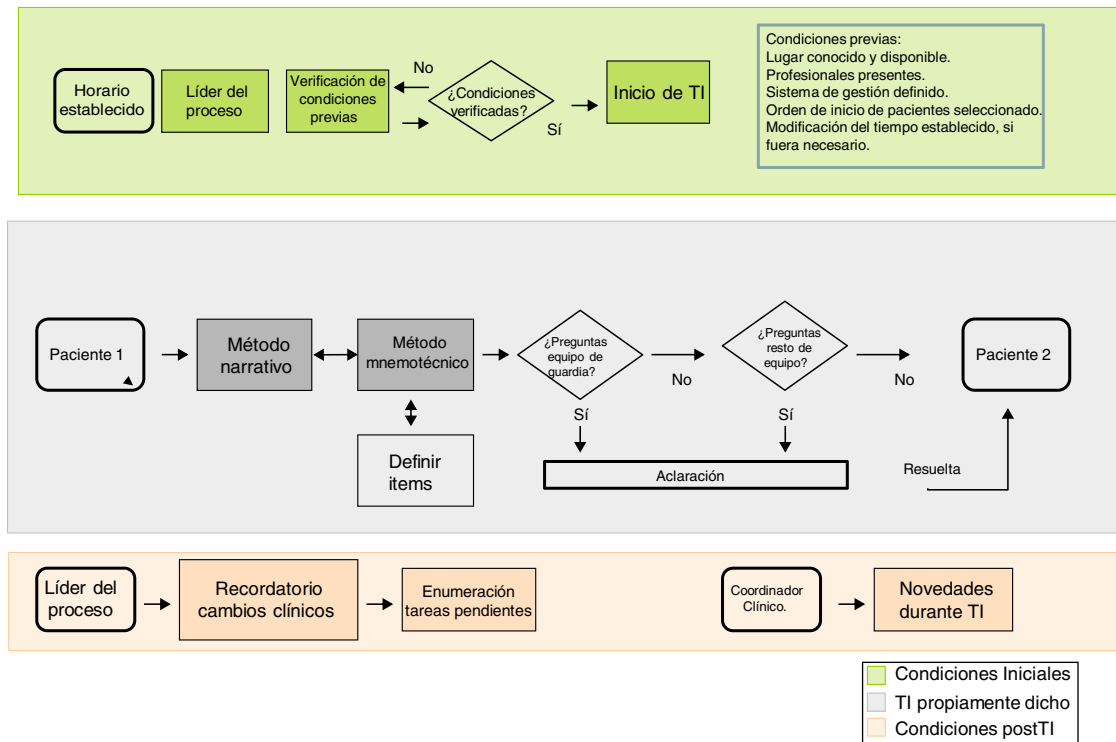 Horario
establecido
Líder del
proceso
Verificación de
condiciones
previas
No
¿Condiciones
verificadas?
Sí
Inicio de TI
Condiciones previas:
Lugar conocido y disponible.
Profesionales presentes.
Sistema de gestión definido.
Orden de inicio de pacientes seleccionado.
Modificación del tiempo establecido, si
fuera necesario.
Paciente 1
Método
narrativo
Método
mnemotécnico
Definir
items
¿Preguntas
equipo de
guardia?
No
Sí
¿Preguntas
resto de
equipo?
No
Sí
Aclaración
Resuelta
Paciente 2
Líder del
proceso
Recordatorio
cambios clínicos
Enumeración
tareas pendientes
Coordinador
Clínico.
Novedades
durante TI
Condiciones Iniciales
TI propiamente dicho
Condiciones postTI